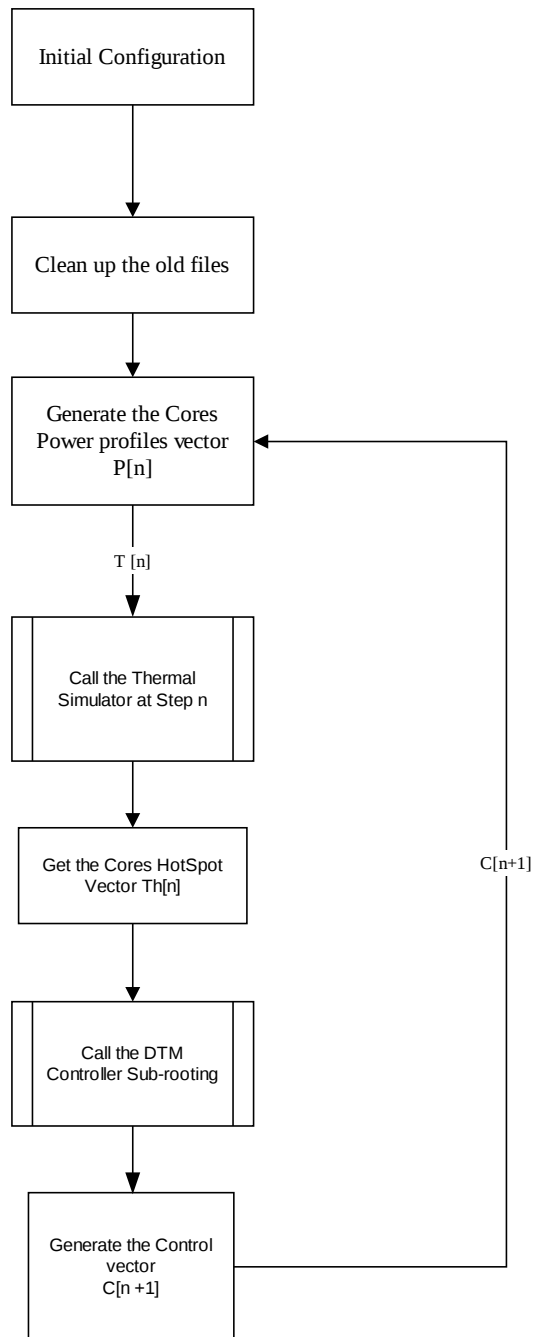 Initial Configuration
Clean up the old files
Generate the Cores
Power profiles vector
P[n]
T [n]
Call the Thermal
Simulator at Step n
Get the Cores HotSpot
Vector Th[n]
C[n+1]
Call the DTM
Controller Sub-rooting
Generate the Control
vector
C[n +1]